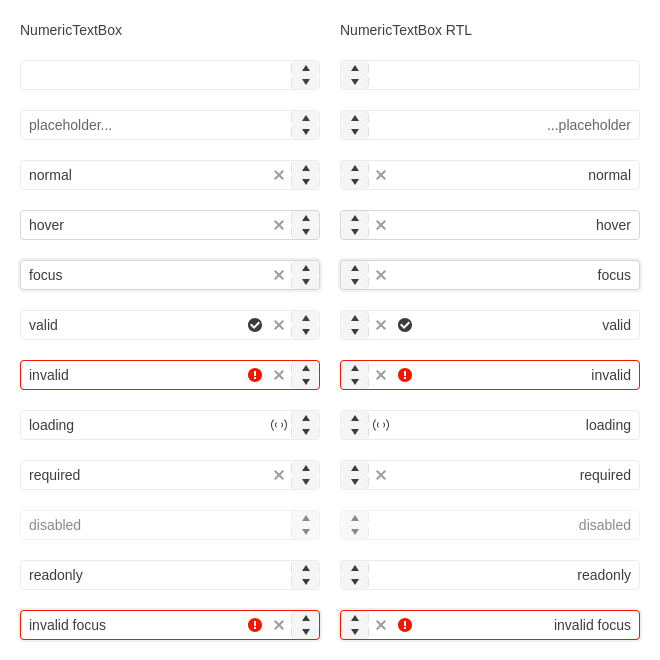 NumericTextBox
NumericTextBox RTL
placeholder...
...placeholder
normal
normal
hover
hover
focus
focus
valid
valid
invalid
invalid
loading
loading
required
required
disabled
disabled
readonly
readonly
invalid focus
invalid focus